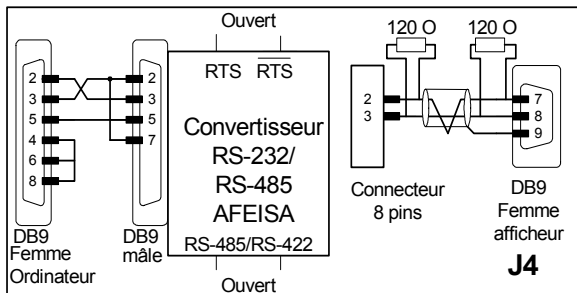 Ouvert
RTS RTS
Convertisseur
RS-232/
RS-485
AFEISA
RS-485/RS-422
Ouvert
2
3
5
4
6
8
DB9
Femme
Ordinateur
2
3
5
7
DB9
mâle
120 O
120 O
2
3
Connecteur
8 pins
7
8
9
DB9
Femme
afficheur
J4